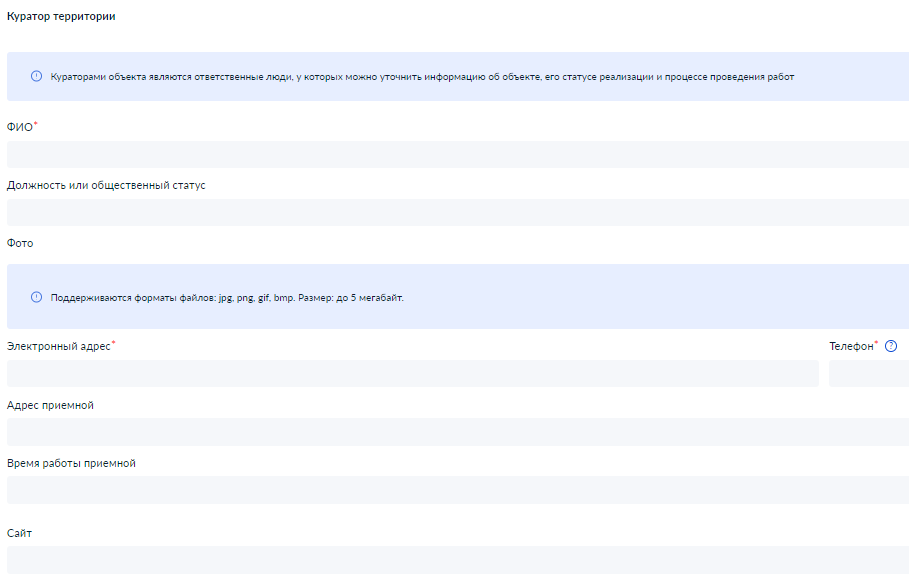 Куратор территории
Кураторами объекта являются ответственные люди, у которых можно уточнить информацию об объекте, его статусе реализации и процессе проведения работ
ФИО*
Должность или общественный статус
Фото
Поддерживаются форматы файлов: jpg, png, gif, bmp. Размер: до 5 мегабайт.
Электронный адрес* Телефон* ?
Адрес приемной
Время работы приемной
Сайт